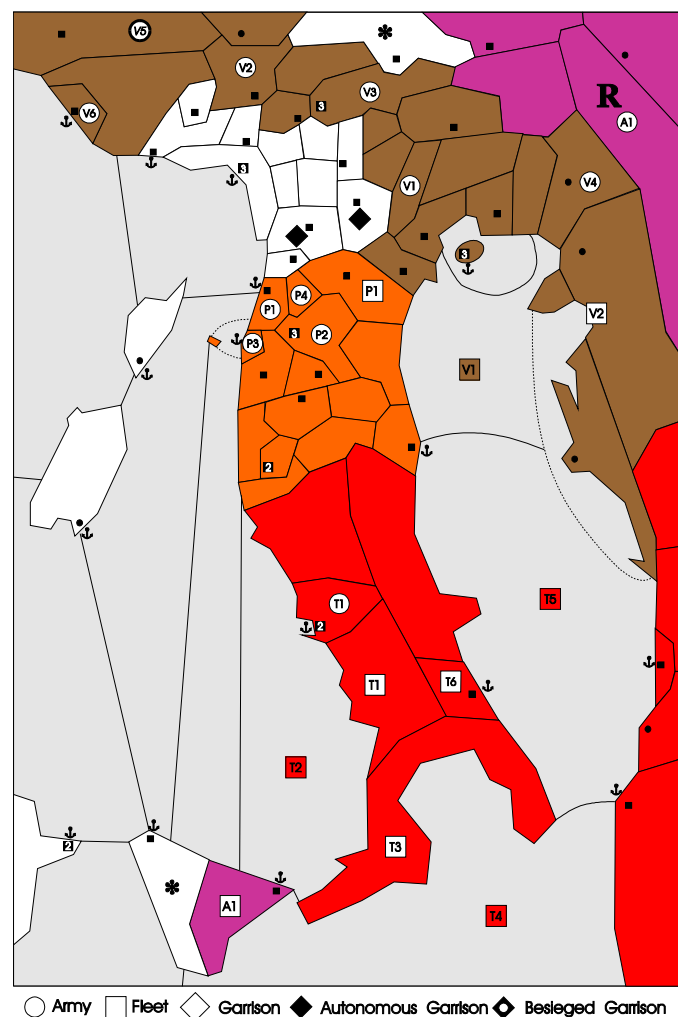 V5
V2
V3
3
V6
R
A1
3
V1
V4
3
P4
P1
P1
V2
P3
3
P2
V1
2
T5
T1
2
T1
T6
T2
T3
2
A1
T4
Army Fleet Garrison Autonomous Garrison Besieged Garrison